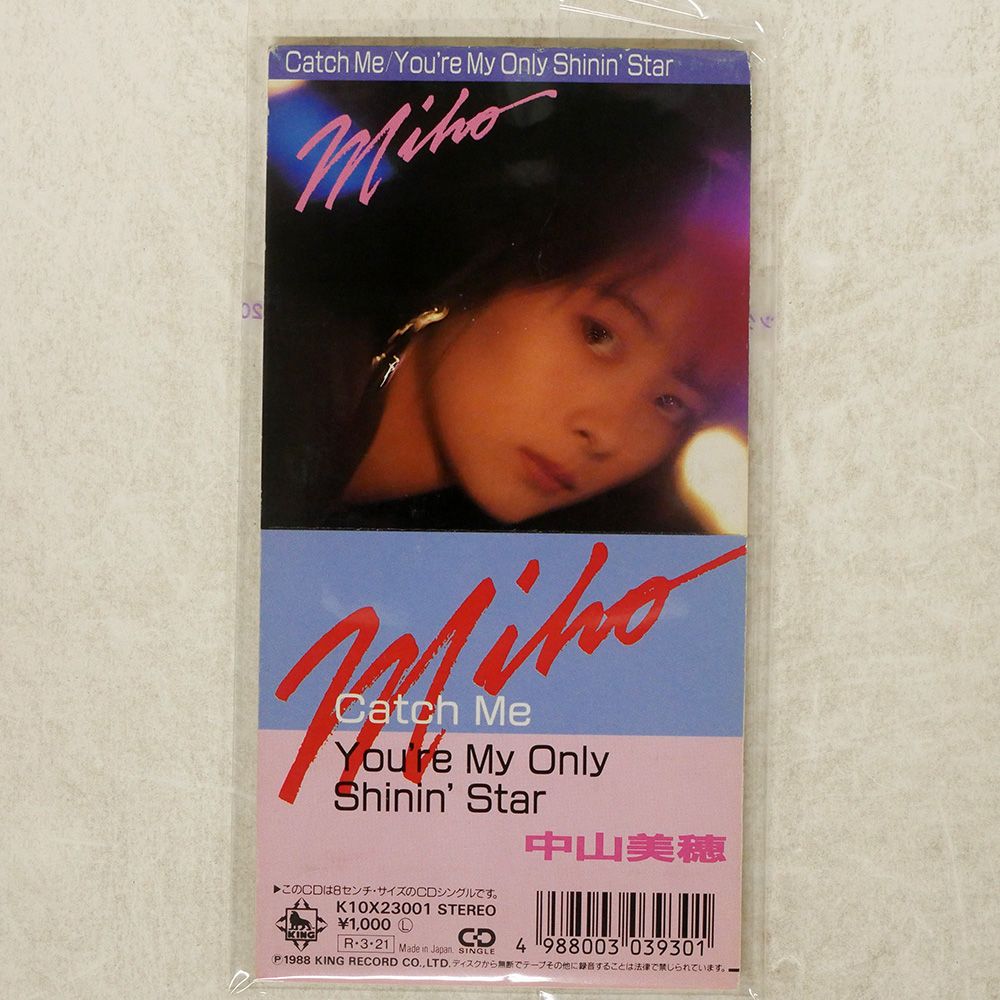 Catch Me/You're My Only Shinin' Star
Miho
Miho
Catch Me
You're My Only
Shinin' Star
中山美穂
▶このCDは8センチ・サイズのCDシングルです。
K10X23001 STEREO
¥1,000 Ⓛ
KING
R・3・21 Made in Japan
CD
SINGLE
4 988003 039301
Ⓟ1988 KING RECORD CO., LTD. ディスクから無断でテープその他に録音することは法律で禁じられています。